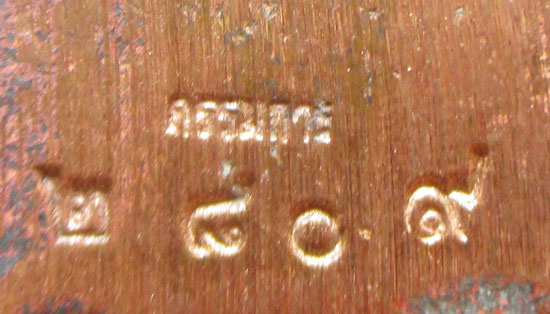 กรรมการ
๒ ๘ ๐ ๙